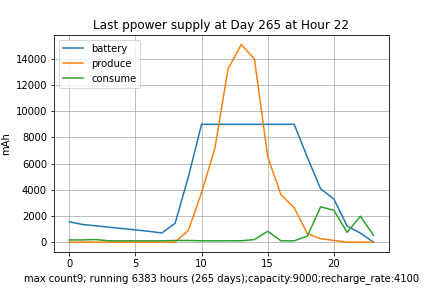 Last ppower supply at Day 265 at Hour 22
battery
produce
consume
mAh
14000
12000
10000
8000
6000
4000
2000
0
0 5 10 15 20
max count9; running 6383 hours (265 days);capacity:9000;recharge_rate:4100